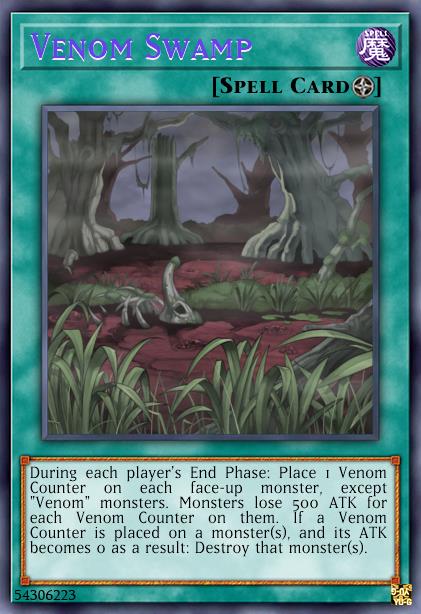 Venom Swamp
SPELL
魔
[Spell Card]
During each player's End Phase: Place 1 Venom
Counter on each face-up monster, except
"Venom" monsters. Monsters lose 500 ATK for
each Venom Counter on them. If a Venom
Counter is placed on a monster(s), and its ATK
becomes 0 as a result: Destroy that monster(s).
54306223